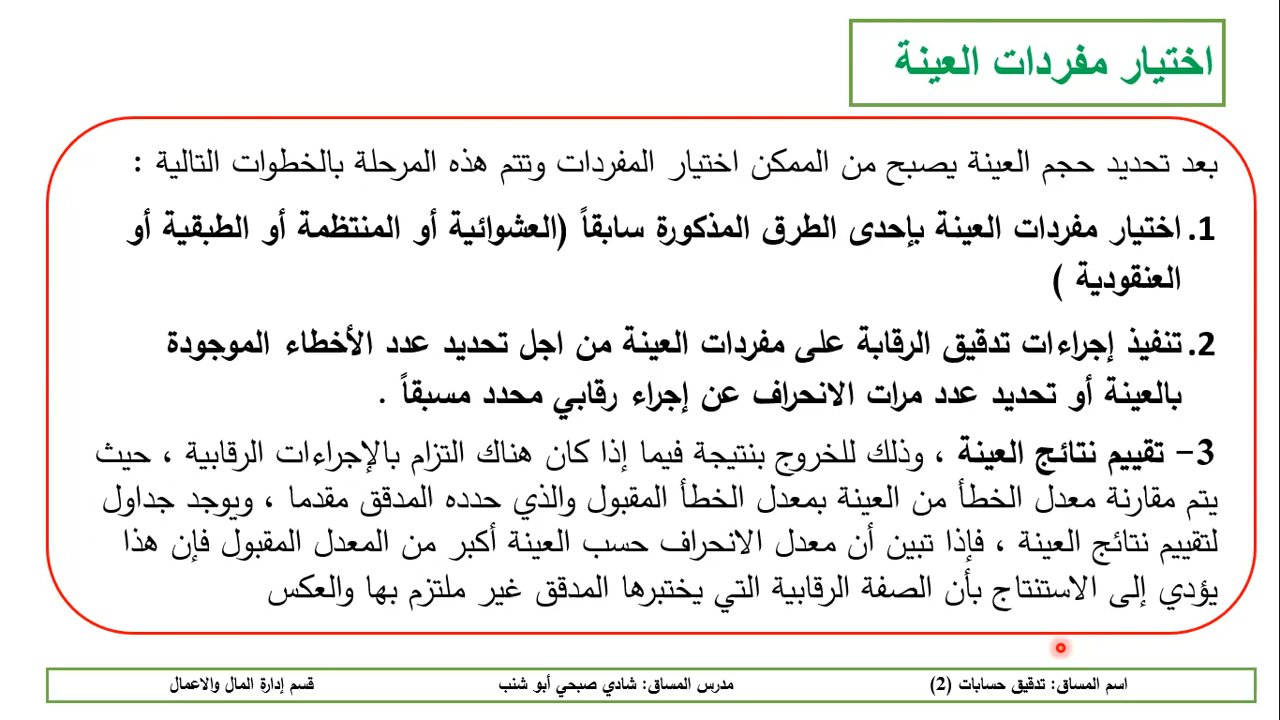 اختيار مفردات العينة
بعد تحديد حجم العينة يصبح من الممكن اختيار المفردات وتتم هذه المرحلة بالخطوات التالية :
1. اختيار مفردات العينة بإحدى الطرق المذكورة سابقاً (العشوائية أو المنتظمة أو الطبقية أو
العنقودية )
2. تنفيذ إجراءات تدقيق الرقابة على مفردات العينة من اجل تحديد عدد الأخطاء الموجودة
بالعينة أو تحديد عدد مرات الانحراف عن إجراء رقابي محدد مسبقاً .
3- تقييم نتائج العينة ، وذلك للخروج بنتيجة فيما إذا كان هناك التزام بالإجراءات الرقابية ، حيث
يتم مقارنة معدل الخطأ من العينة بمعدل الخطأ المقبول والذي حدده المدقق مقدما ، ويوجد جداول
لتقييم نتائج العينة ، فإذا تبين أن معدل الانحراف حسب العينة أكبر من المعدل المقبول فإن هذا
يؤدي إلى الاستنتاج بأن الصفة الرقابية التي يختبرها المدقق غير ملتزم بها والعكس
اسم المساق: تدقيق حسابات (2) مدرس المساق: شادي صبحي أبو شنب قسم إدارة المال والاعمال